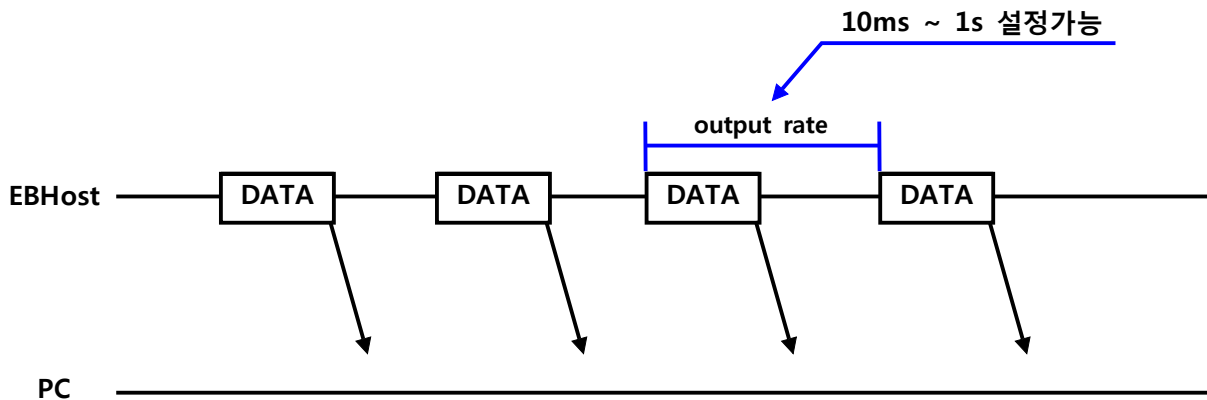 10ms ~ 1s 설정가능
output rate
EBHost
DATA
DATA
DATA
DATA
PC